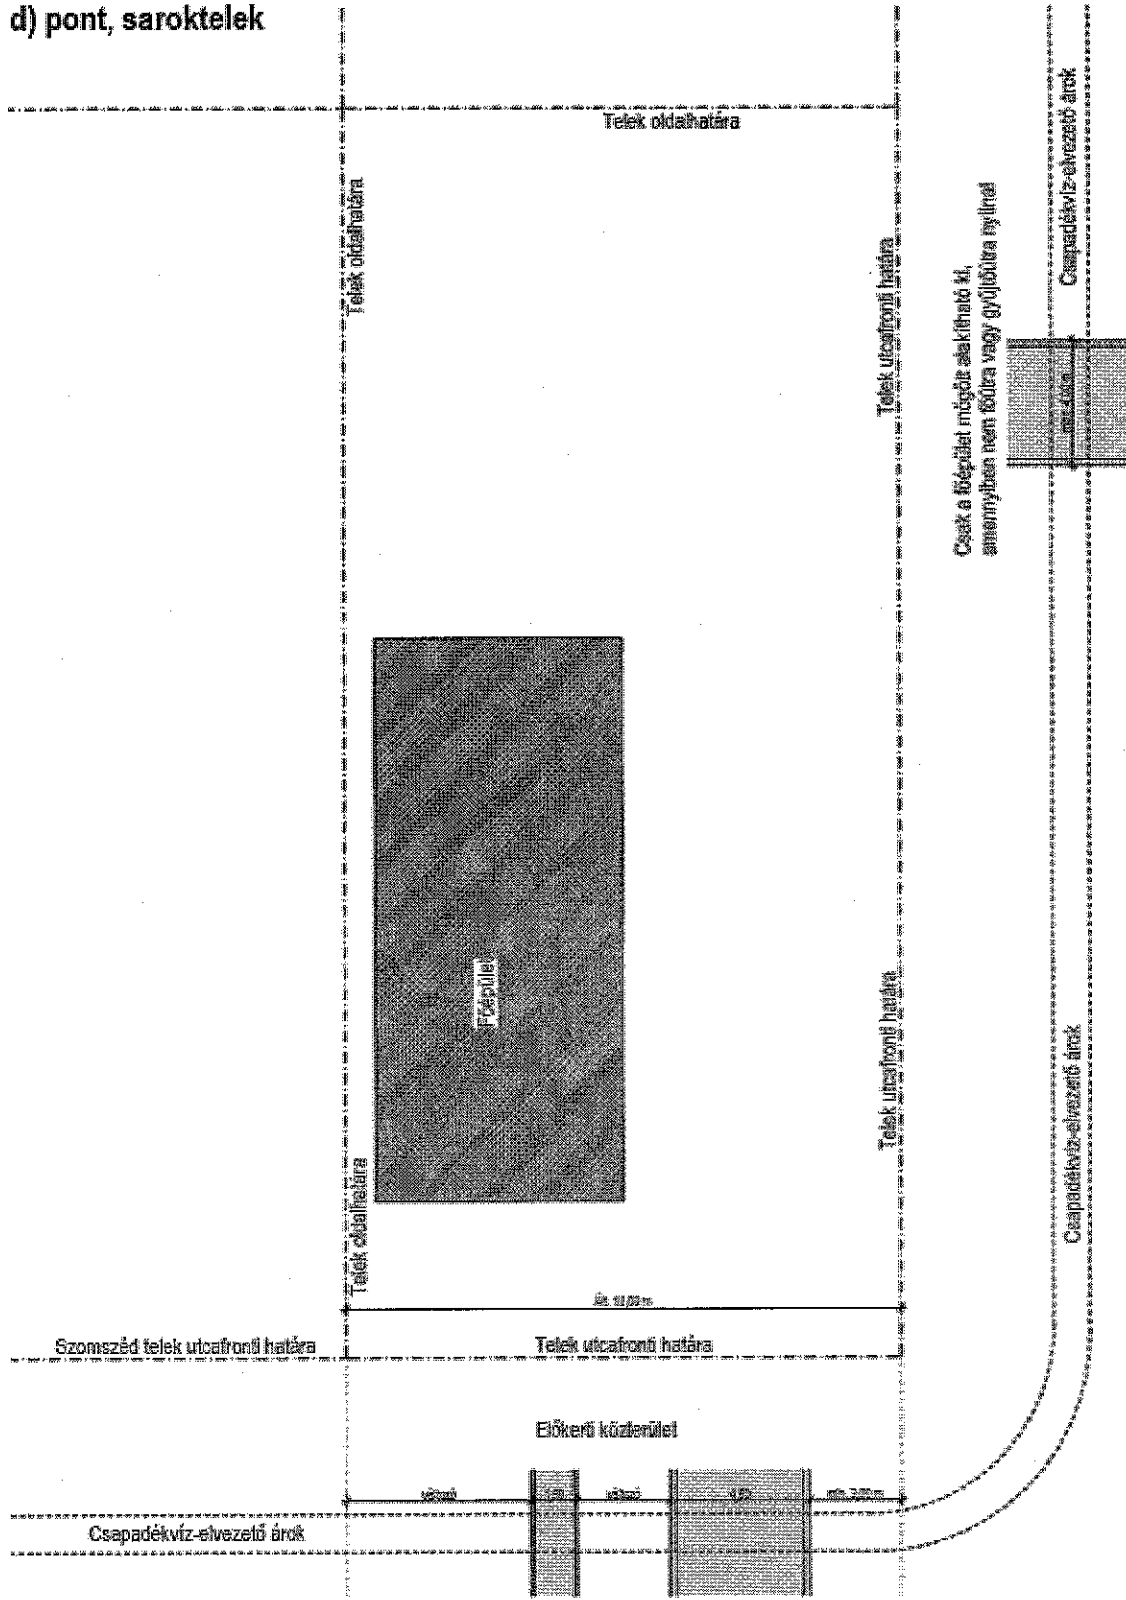 d) pont, saroktelek
Telek oldalhatára
Telek oldalhatára
Telek utcafronti határa
Csak a főépület mögött alakítható ki,
amennyiben nem főútra vagy gyűjtőútra nyílna!
Csapadékvíz-elvezető árok
Főépület
Telek utcafronti határa
Csapadékvíz-elvezető árok
Telek oldalhatára
Szomszéd telek utcafronti határa
Telek utcafronti határa
Előkerti közterület
változó
változó
Csapadékvíz-elvezető árok